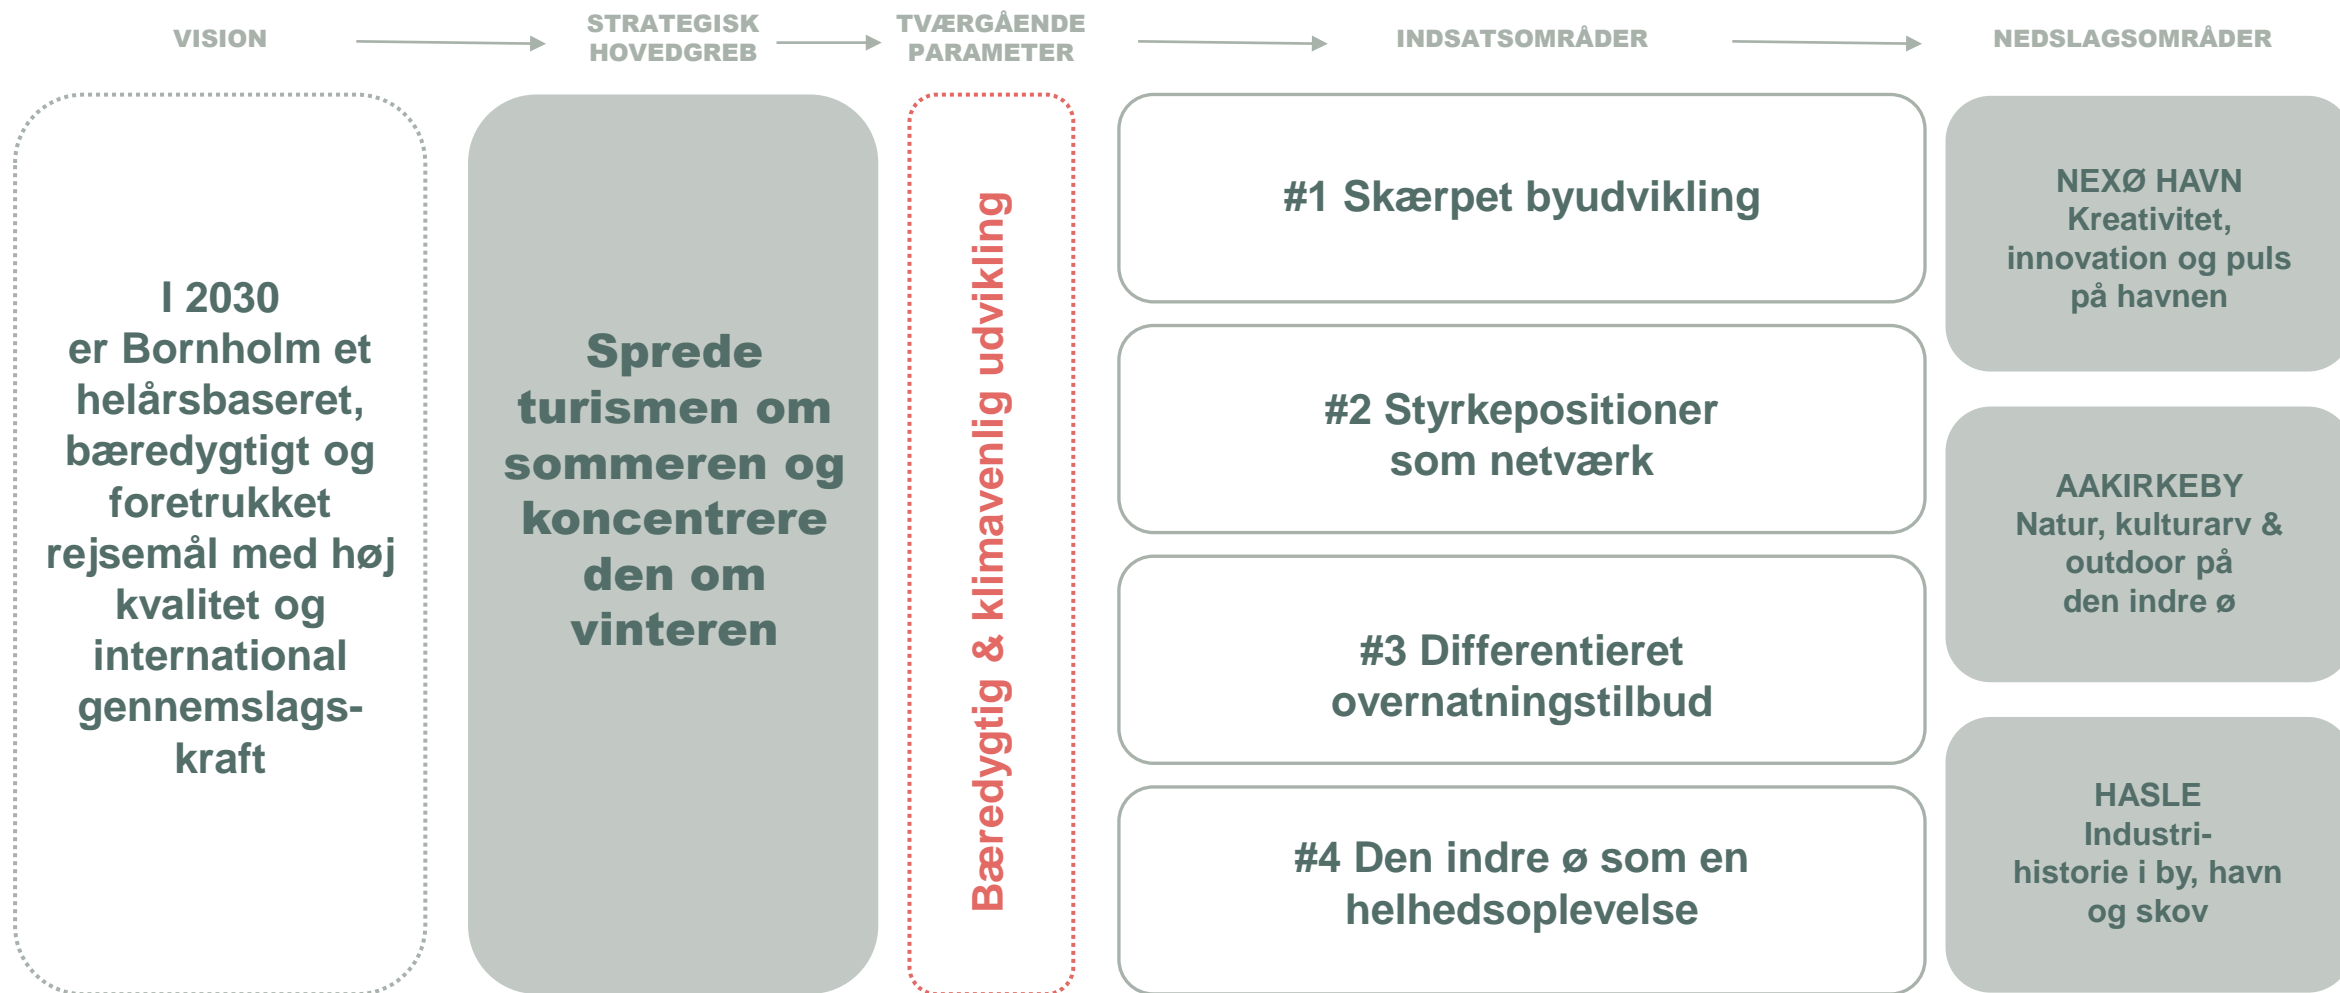 VISION
STRATEGISK
HOVEDGREB
TVÆRGÅENDE
PARAMETER
INDSATSOMRÅDER
NEDSLAGSOMRÅDER
I 2030
er Bornholm et
helårsbaseret,
bæredygtigt og
foretrukket
rejsemål med høj
kvalitet og
international
gennemslags-
kraft
Sprede
turismen om
sommeren og
koncentrere
den om
vinteren
Bæredygtig & klimavenlig udvikling
#1 Skærpet byudvikling
#2 Styrkepositioner
som netværk
#3 Differentieret
overnatningstilbud
#4 Den indre ø som en
helhedsoplevelse
NEXØ HAVN
Kreativitet,
innovation og puls
på havnen
AAKIRKEBY
Natur, kulturarv &
outdoor på
den indre ø
HASLE
Industri-
historie i by, havn
og skov